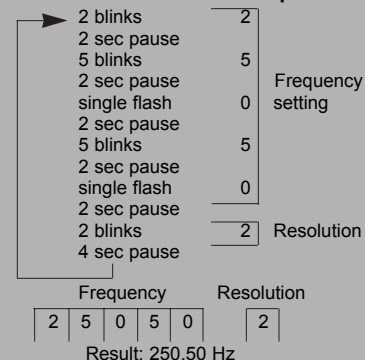 2 blinks 2
2 sec pause
5 blinks 5
2 sec pause Frequency
single flash 0 setting
2 sec pause
5 blinks 5
2 sec pause
single flash 0
2 sec pause
2 blinks 2 Resolution
4 sec pause
Frequency Resolution
2 5 0 5 0 2
Result: 250.50 Hz